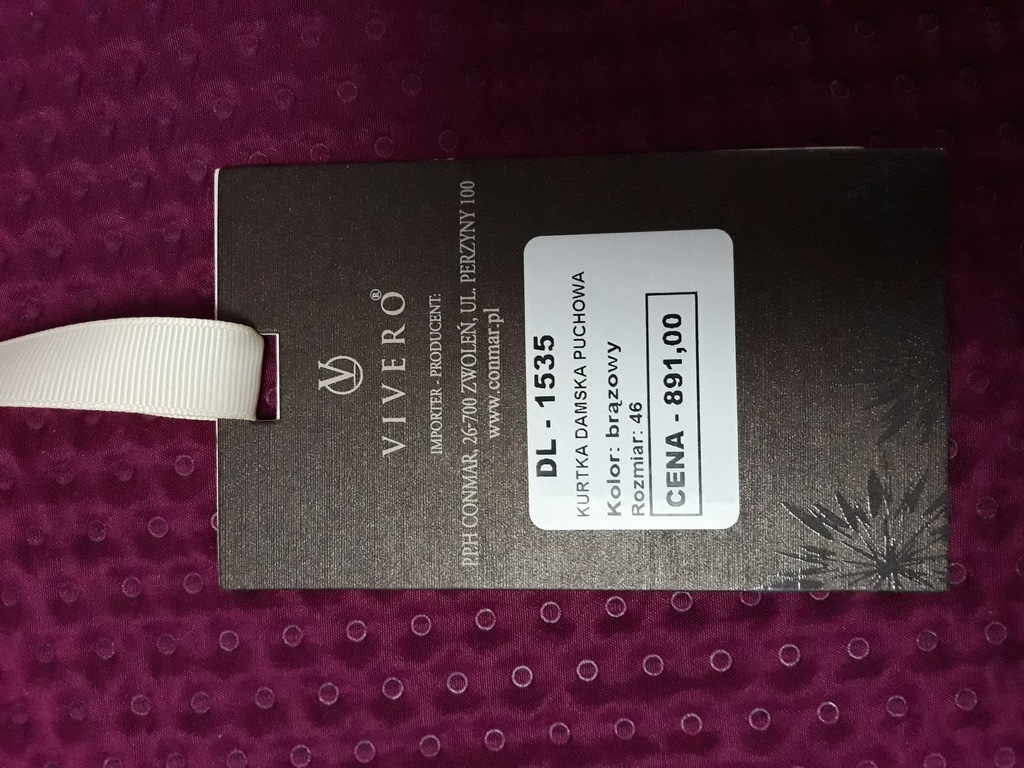 VIVERO®
IMPORTER - PRODUCENT:
PPH CONMAR, 26-700 ZWOLEŃ, UL. PERZYNY 100
www.conmar.pl
DL - 1535
KURTKA DAMSKA PUCHOWA
Kolor: brązowy
Rozmiar: 46
CENA - 891,00